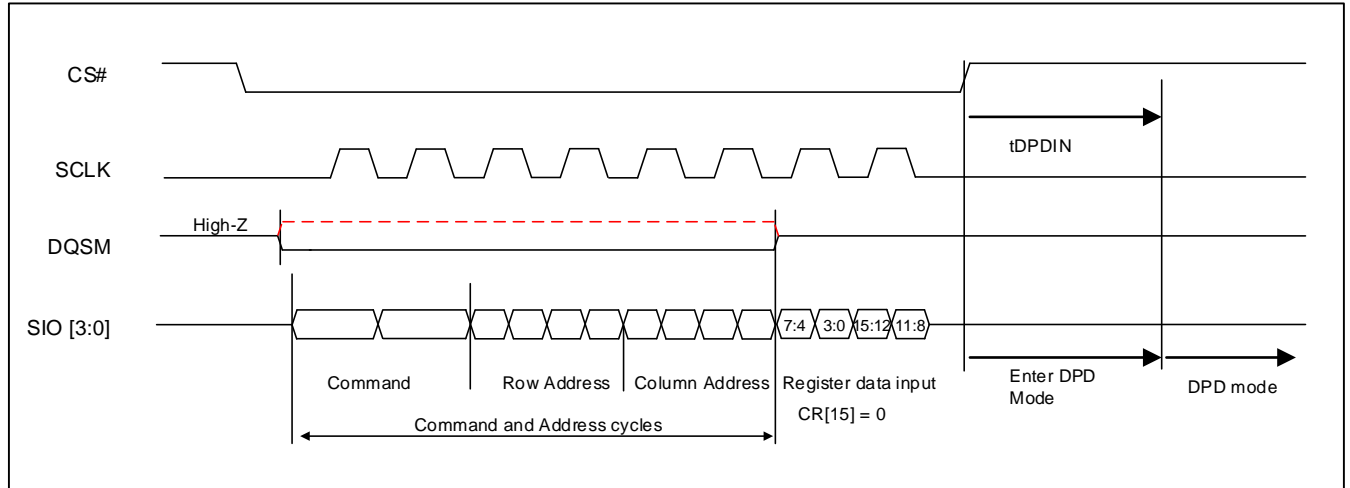 CS#
tDPDIN
SCLK
High-Z
DQSM
SIO [3:0]
7:4 3:0 15:12 11:8
Command Row Address Column Address Register data input
Enter DPD
Mode
DPD mode
CR[15] = 0
Command and Address cycles